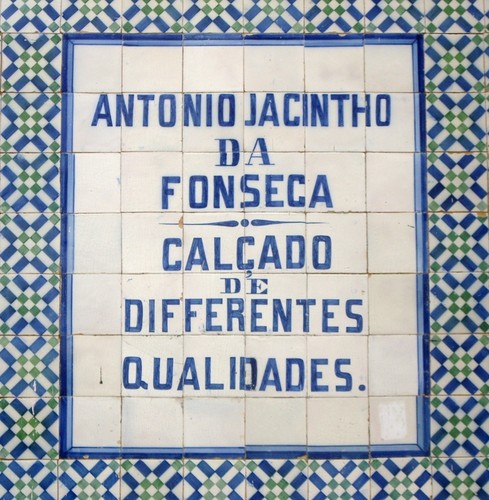 ANTONIO JACINTHO
DA
FONSECA
CALÇADO
DE
DIFFERENTES
QUALIDADES.